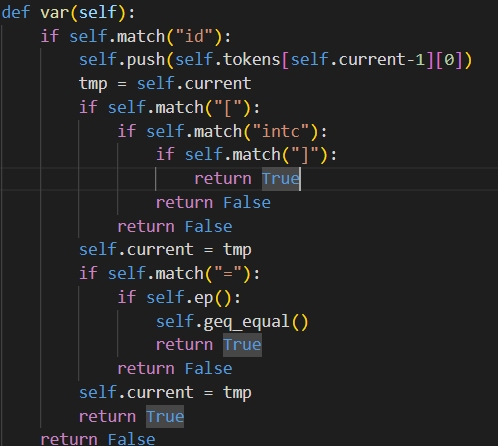 def var(self):
    if self.match("id"):
        self.push(self.tokens[self.current-1][0])
        tmp = self.current
        if self.match("["):
            if self.match("intc"):
                if self.match("]"):
                    return True
                return False
            return False
        self.current = tmp
        if self.match("="):
            if self.ep():
                self.geq_equal()
                return True
            return False
        self.current = tmp
        return True
    return False